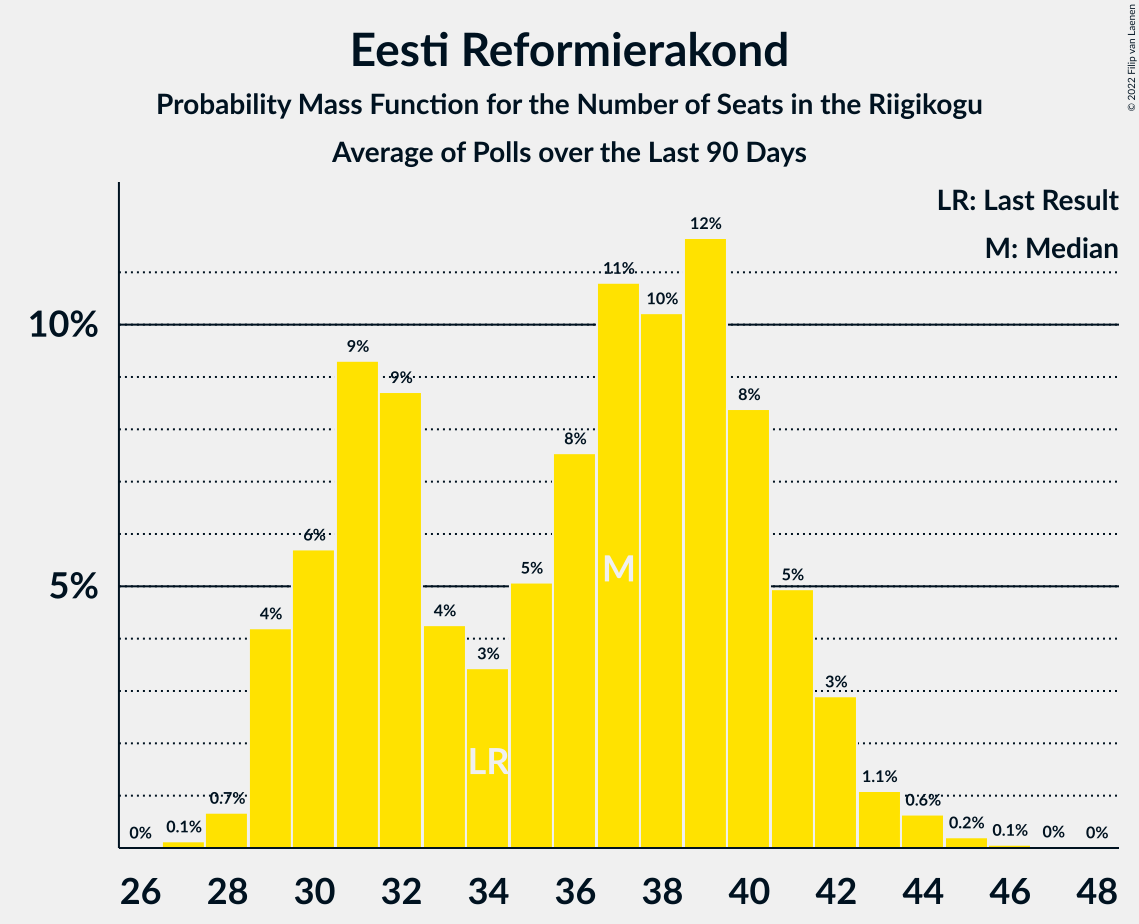 Eesti Reformierakond
Probability Mass Function for the Number of Seats in the Riigikogu
Average of Polls over the Last 90 Days
© 2022 Filip van Laenen
LR: Last Result
M: Median
10%
5%
0%
0.1%
0.7%
4%
6%
9%
9%
4%
3%
5%
8%
11%
10%
12%
8%
5%
3%
1.1%
0.6%
0.2%
0.1%
0%
0%
LR
M
26 28 30 32 34 36 38 40 42 44 46 48